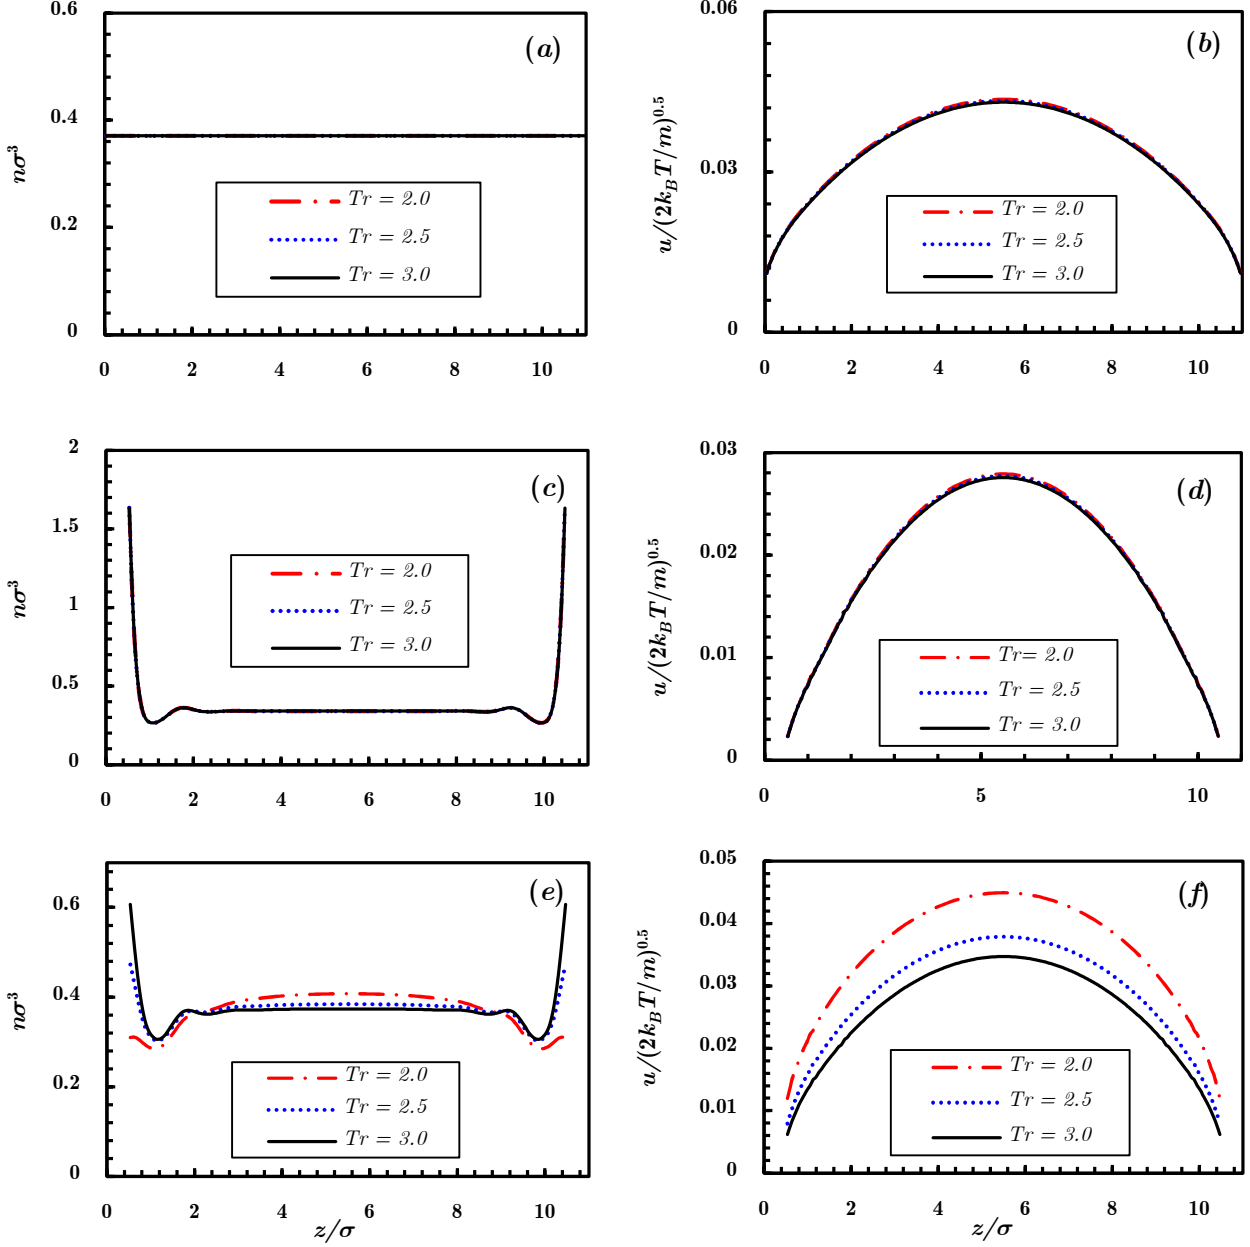 (a)
nσ³
0.6
0.4
0.2
0
Tr = 2.0
Tr = 2.5
Tr = 3.0
0 2 4 6 8 10
(b)
u/(2k_BT/m)^0.5
0.06
0.03
0
Tr = 2.0
Tr = 2.5
Tr = 3.0
0 2 4 6 8 10
(c)
nσ³
2
1.5
1
0.5
0
Tr = 2.0
Tr = 2.5
Tr = 3.0
0 2 4 6 8 10
(d)
u/(2k_BT/m)^0.5
0.03
0.02
0.01
0
Tr= 2.0
Tr = 2.5
Tr = 3.0
0 5 10
(e)
nσ³
0.6
0.4
0.2
0
Tr = 2.0
Tr = 2.5
Tr = 3.0
0 2 4 6 8 10
z/σ
(f)
u/(2k_BT/m)^0.5
0.05
0.04
0.03
0.02
0.01
0
Tr = 2.0
Tr = 2.5
Tr = 3.0
0 2 4 6 8 10
z/σ